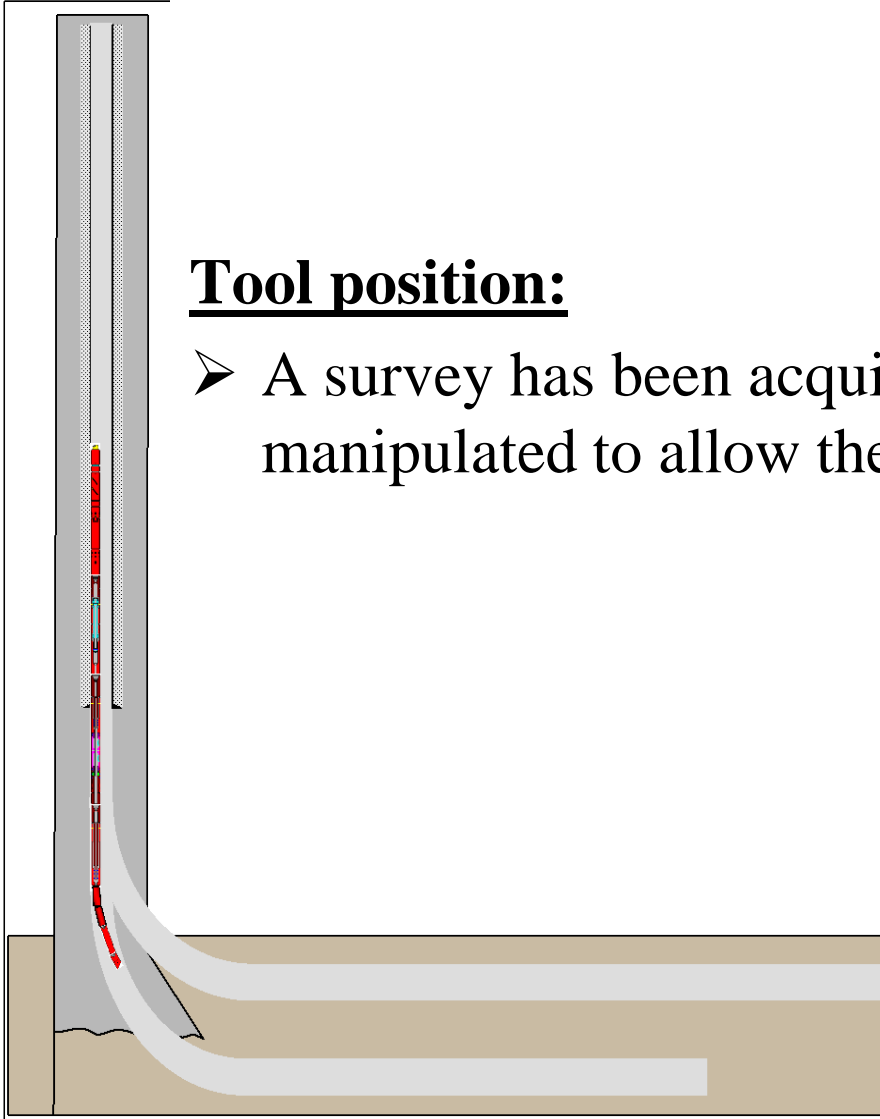 Tool position:
➢ A survey has been acqui
manipulated to allow the